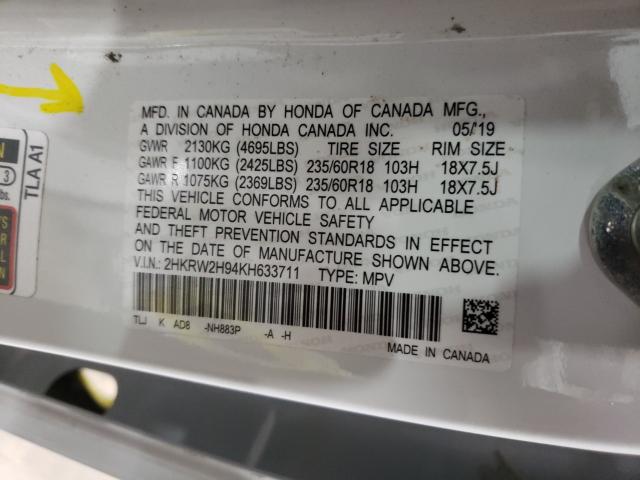 MFD. IN CANADA BY HONDA OF CANADA MFG.,
A DIVISION OF HONDA CANADA INC. 05/19
GVWR 2130KG (4695LBS) TIRE SIZE RIM SIZE
GAWR F 1100KG (2425LBS) 235/60R18 103H 18X7.5J
GAWR R 1075KG (2369LBS) 235/60R18 103H 18X7.5J
THIS VEHICLE CONFORMS TO ALL APPLICABLE
FEDERAL MOTOR VEHICLE SAFETY
AND THEFT PREVENTION STANDARDS IN EFFECT
ON THE DATE OF MANUFACTURE SHOWN ABOVE.
V.I.N.: 2HKRW2H94KH633711 TYPE: MPV
TLJ K AD8 -NH883P -A -H
MADE IN CANADA
TLA A1
3
lbs.